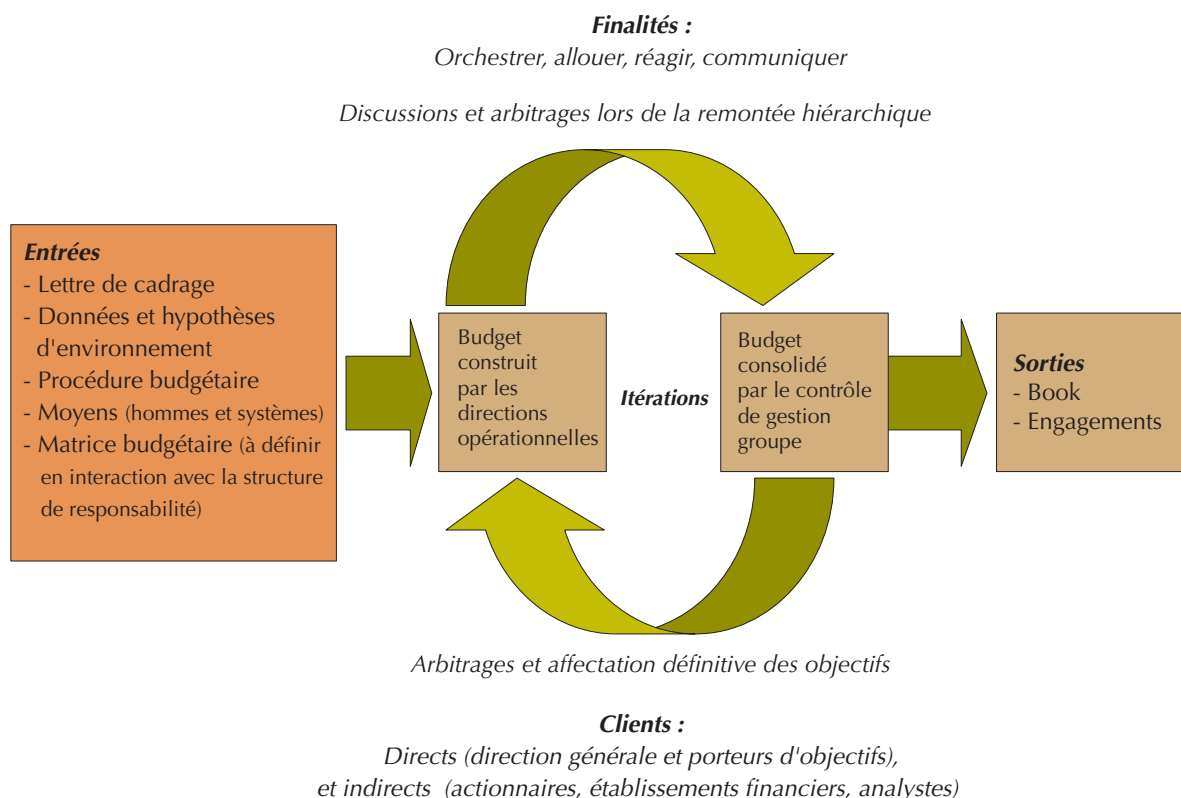 Finalités :
Orchestrer, allouer, réagir, communiquer
Discussions et arbitrages lors de la remontée hiérarchique
Entrées
- Lettre de cadrage
- Données et hypothèses
d'environnement
- Procédure budgétaire
- Moyens (hommes et systèmes)
- Matrice budgétaire (à définir
en interaction avec la structure
de responsabilité)
Budget
construit
par les
directions
opérationnelles
Itérations
Budget
consolidé
par le contrôle
de gestion
groupe
Sorties
- Book
- Engagements
Arbitrages et affectation définitive des objectifs
Clients :
Directs (direction générale et porteurs d'objectifs),
et indirects (actionnaires, établissements financiers, analystes)